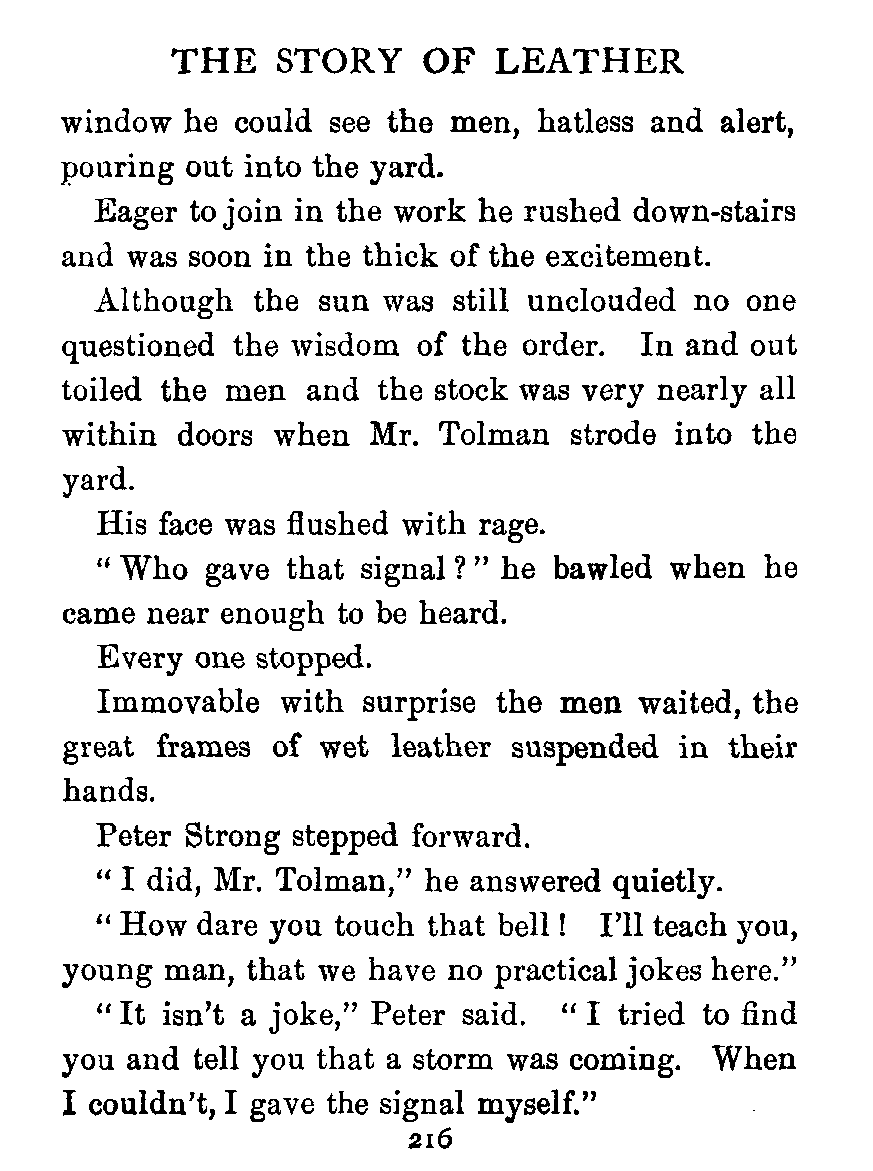 THE STORY OF LEATHER
window he could see the men, hatless and alert,
pouring out into the yard.
Eager to join in the work he rushed down-stairs
and was soon in the thick of the excitement.
Although the sun was still unclouded no one
questioned the wisdom of the order. In and out
toiled the men and the stock was very nearly all
within doors when Mr. Tolman strode into the
yard.
His face was flushed with rage.
“Who gave that signal?” he bawled when he
came near enough to be heard.
Every one stopped.
Immovable with surprise the men waited, the
great frames of wet leather suspended in their
hands.
Peter Strong stepped forward.
“I did, Mr. Tolman,” he answered quietly.
“How dare you touch that bell! I’ll teach you,
young man, that we have no practical jokes here.”
“It isn’t a joke,” Peter said. “I tried to find
you and tell you that a storm was coming. When
I couldn’t, I gave the signal myself.”
216